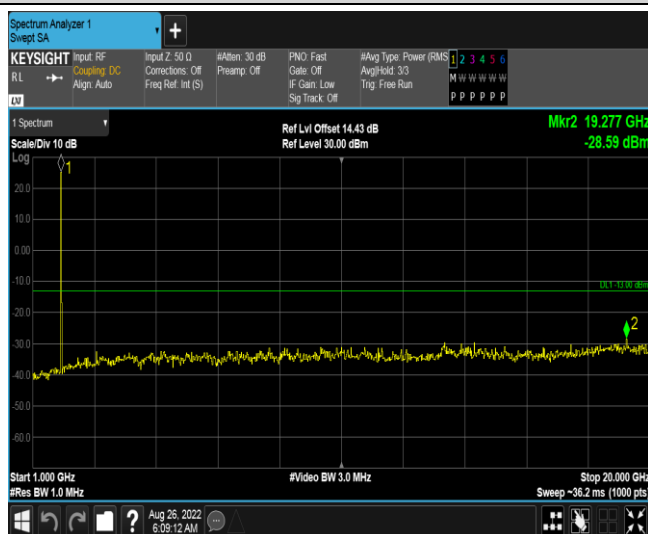 Spectrum Analyzer 1
Swept SA
+
KEYSIGHT
RL
LXI
Input: RF
Coupling: DC
Align: Auto
Input Z: 50 Ω
Corrections: Off
Freq Ref: Int (S)
#Atten: 30 dB
Preamp: Off
PNO: Fast
Gate: Off
IF Gain: Low
Sig Track: Off
#Avg Type: Power (RMS
Avg|Hold: 3/3
Trig: Free Run
1 2 3 4 5 6
M W W W W W
P P P P P P
1 Spectrum
Scale/Div 10 dB
Log
Ref Lvl Offset 14.43 dB
Ref Level 30.00 dBm
Mkr2 19.277 GHz
-28.59 dBm
1
20.0
10.0
0.00
-10.0
DL1 -13.00 dBm
-20.0
2
-30.0
-40.0
-50.0
-60.0
Start 1.000 GHz
#Video BW 3.0 MHz
Stop 20.000 GHz
#Res BW 1.0 MHz
Sweep ~36.2 ms (1000 pts)
?
Aug 26, 2022
6:09:12 AM